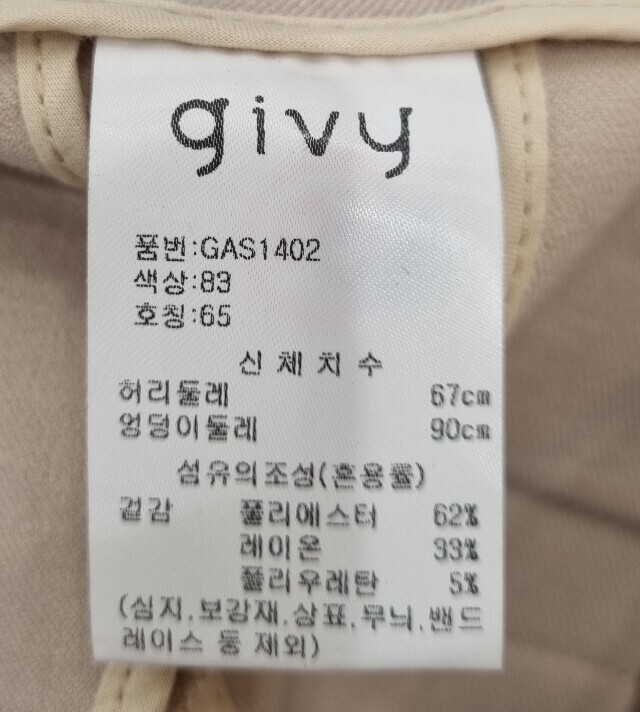 givy
품번:GAS1402
색상:83
호칭:65
신체치수
허리둘레 67cm
엉덩이둘레 90cm
섬유의조성(혼용률)
겉감 폴리에스터 62%
레이온 33%
폴리우레탄 5%
(심지.보강재.상표.무늬.밴드
레이스 등 제외)